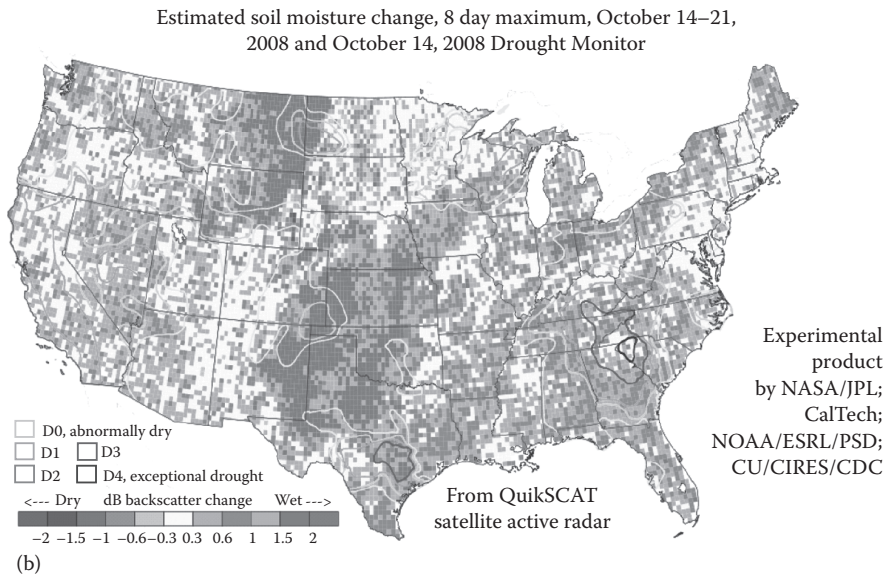 Estimated soil moisture change, 8 day maximum, October 14–21,
2008 and October 14, 2008 Drought Monitor
Experimental
product
by NASA/JPL;
CalTech;
NOAA/ESRL/PSD;
CU/CIRES/CDC
D0, abnormally dry
D1 D3
D2 D4, exceptional drought
<--- Dry dB backscatter change Wet --->
−2 −1.5 −1 −0.6 −0.3 0.3 0.6 1 1.5 2
From QuikSCAT
satellite active radar
(b)